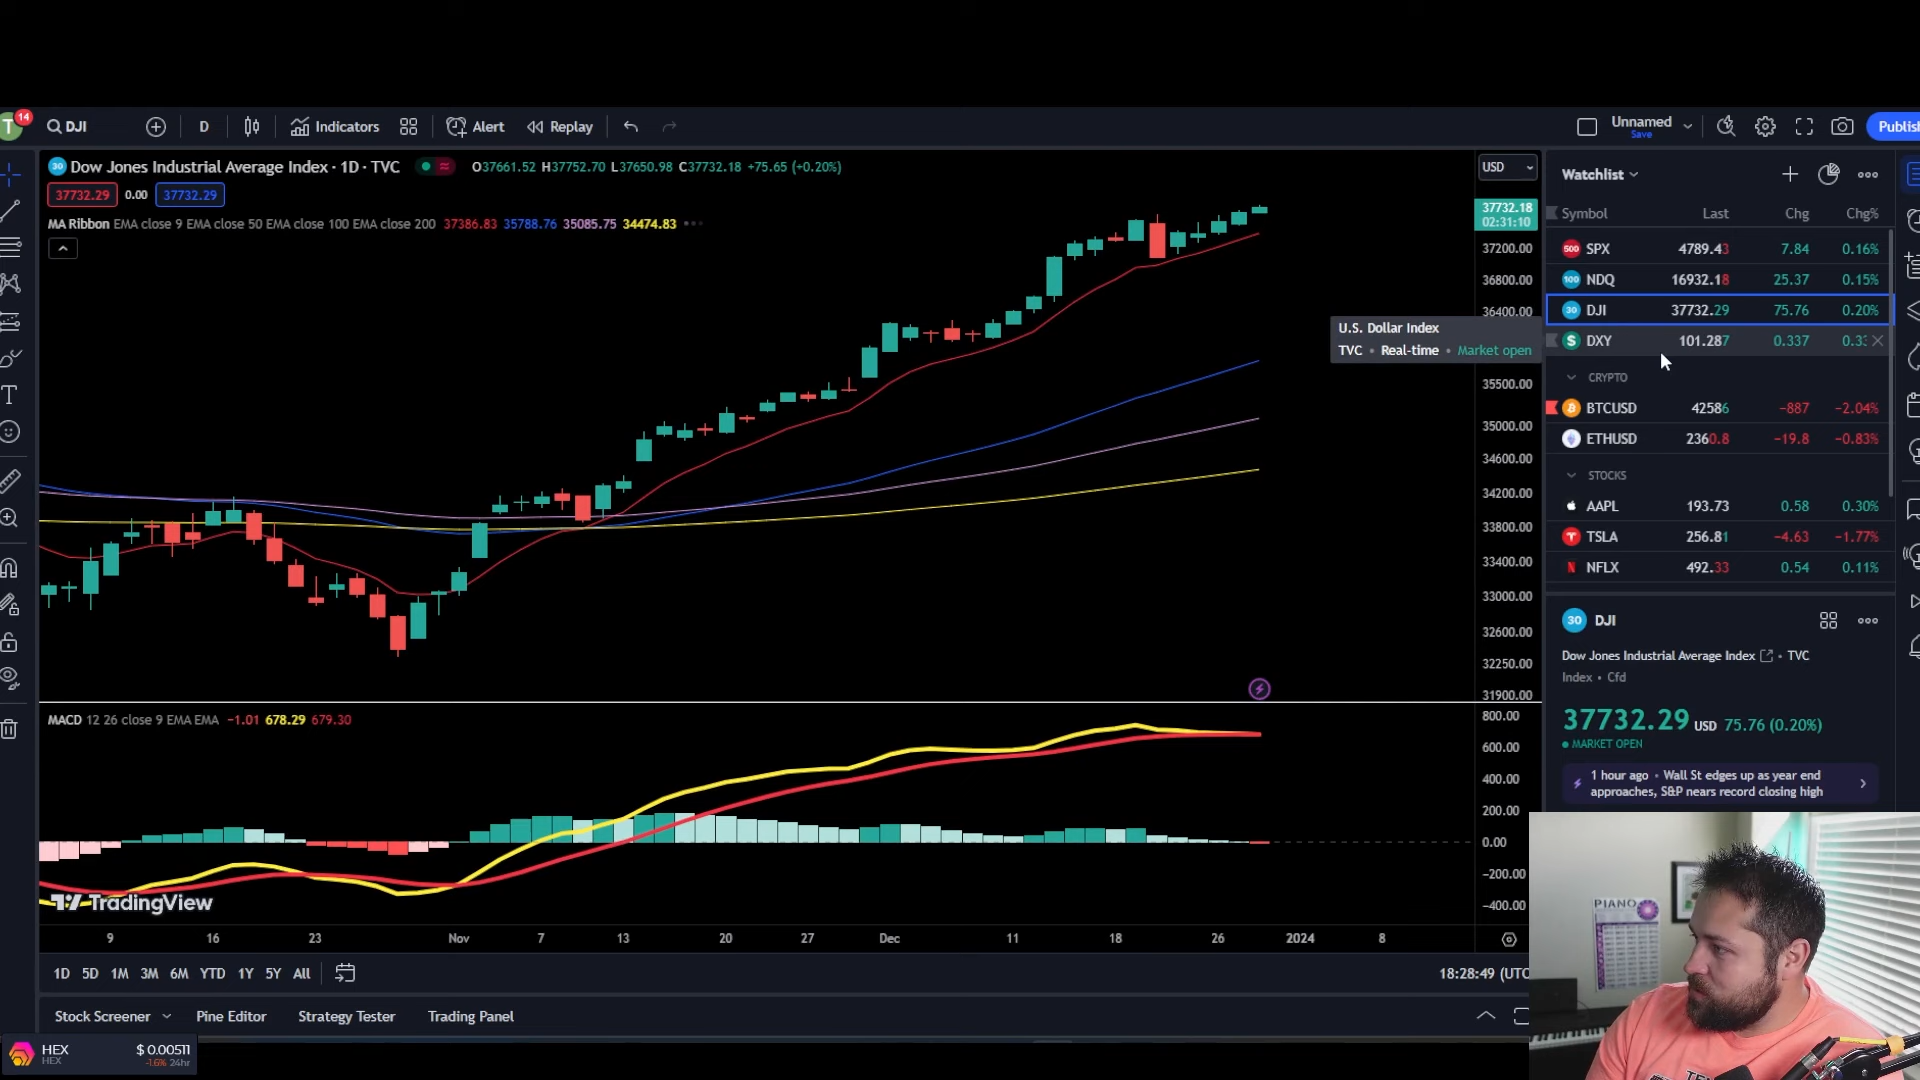 T 14 DJI D Indicators Alert Replay Unnamed Save Publish
Dow Jones Industrial Average Index · 1D · TVC O37661.52 H37752.70 L37650.98 C37732.18 +75.65 (+0.20%)
USD
37732.29 0.00 37732.29
MA Ribbon EMA close 9 EMA close 50 EMA close 100 EMA close 200 37386.83 35788.76 35085.75 34474.83
37732.18
02:31:10
37200.00
36800.00
36400.00
U.S. Dollar Index
TVC • Real-time • Market open
35500.00
35000.00
34600.00
34200.00
33800.00
33400.00
33000.00
32600.00
32250.00
31900.00
MACD 12 26 close 9 EMA EMA −1.01 678.29 679.30
800.00
600.00
400.00
200.00
0.00
−200.00
−400.00
TradingView
9 16 23 Nov 7 13 20 27 Dec 11 18 26 2024 8
1D 5D 1M 3M 6M YTD 1Y 5Y All
18:28:49 (UTC
Stock Screener Pine Editor Strategy Tester Trading Panel
HEX $ 0.00511
HEX -1.6% 24hr
Watchlist
Symbol Last Chg Chg%
500 SPX 4789.43 7.84 0.16%
100 NDQ 16932.18 25.37 0.15%
30 DJI 37732.29 75.76 0.20%
$ DXY 101.287 0.337
CRYPTO
BTCUSD 42586 −887 −2.04%
ETHUSD 2360.8 −19.8 −0.83%
STOCKS
AAPL 193.73 0.58 0.30%
TSLA 256.81 −4.63 −1.77%
NFLX 492.33 0.54 0.11%
30 DJI
Dow Jones Industrial Average Index • TVC
Index • Cfd
37732.29 USD 75.76 (0.20%)
MARKET OPEN
1 hour ago • Wall St edges up as year end
approaches, S&P nears record closing high
PIANO